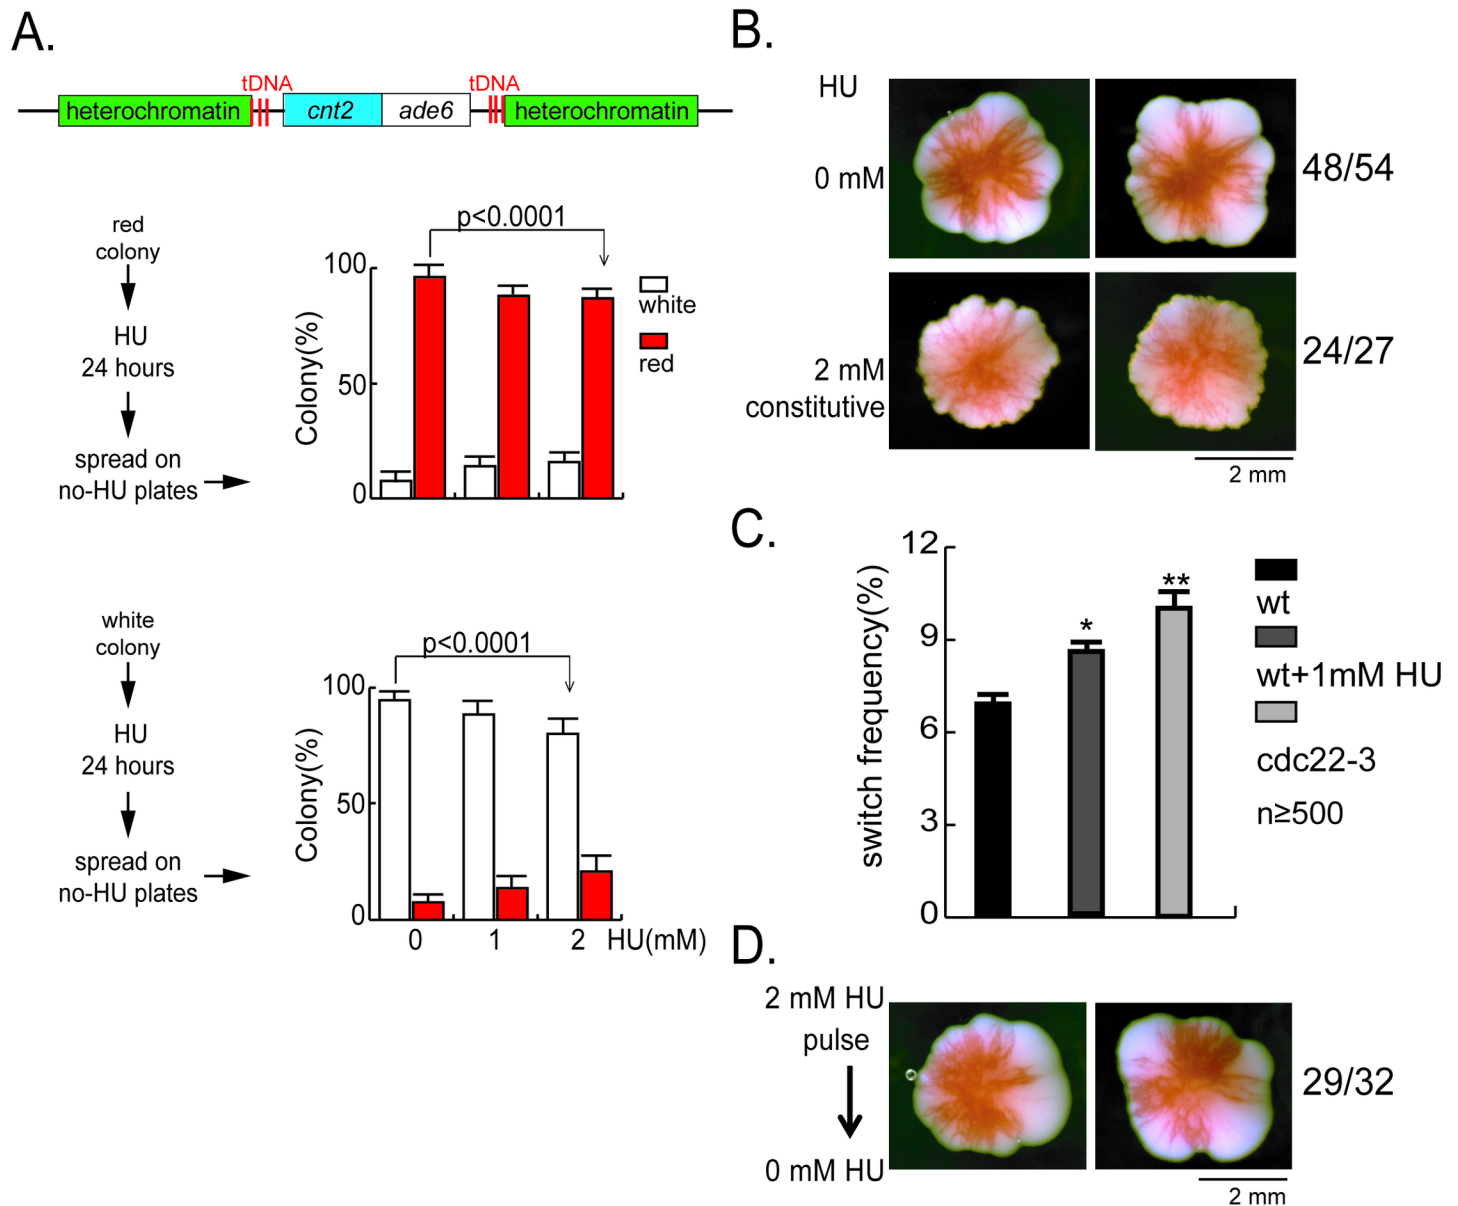 A.
tDNA tDNA
heterochromatin cnt2 ade6 heterochromatin
red
colony
HU
24 hours
spread on
no-HU plates
p<0.0001
100
50
0
Colony(%)
white
red
white
colony
HU
24 hours
spread on
no-HU plates
p<0.0001
100
50
0
Colony(%)
0 1 2 HU(mM)
B.
HU
0 mM
48/54
2 mM
constitutive
24/27
2 mm
C.
12
9
6
3
0
switch frequency(%)
*
**
wt
wt+1mM HU
cdc22-3
n≥500
D.
2 mM HU
pulse
0 mM HU
29/32
2 mm